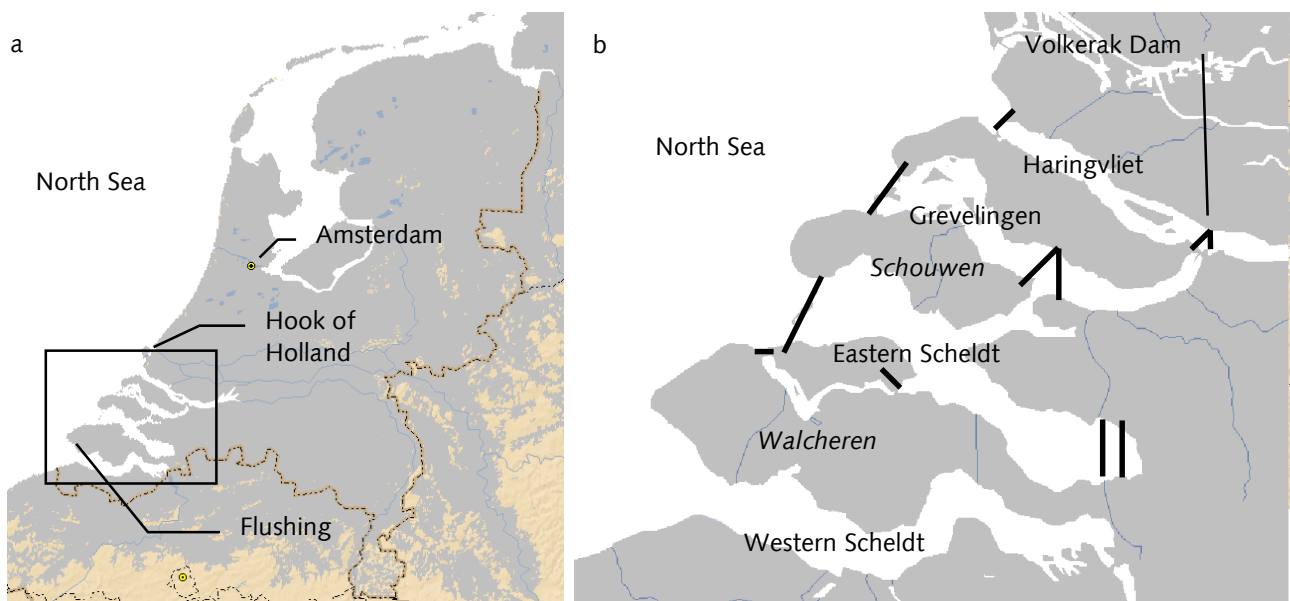 a
North Sea
Amsterdam
Hook of
Holland
Flushing
b
Volkerak Dam
North Sea
Haringvliet
Grevelingen
Schouwen
Eastern Scheldt
Walcheren
Western Scheldt